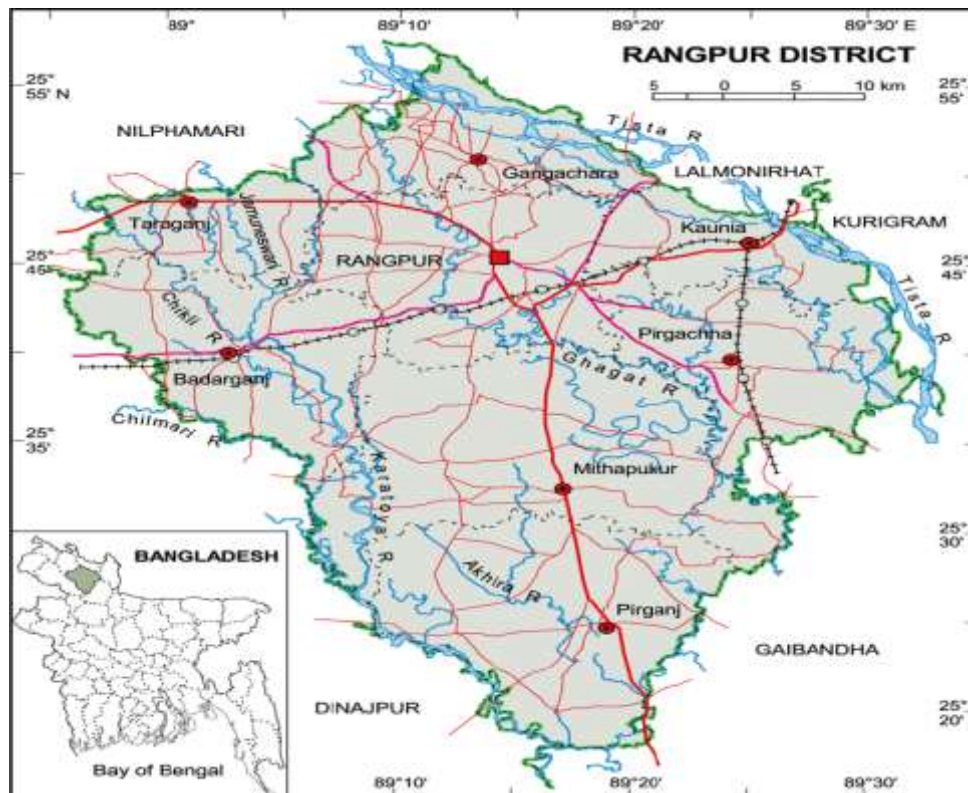 89° 89°10' 89°20' 89°30' E
RANGPUR DISTRICT
5 0 5 10 km
25°
55' N
25°
55'
NILPHAMARI
Tista R
LALMONIRHAT
Gangachara
KURIGRAM
Taraganj
Jamuneswari R
Kaunia
RANGPUR
25°
45'
25°
45'
Tista R
Chikli R
Pirgachha
Ghagat R
Badarganj
Chilmari R
25°
35'
Karatoya R
Mithapukur
25°
30'
BANGLADESH
Akhira R
Pirganj
GAIBANDHA
DINAJPUR
25°
20'
Bay of Bengal
89°10' 89°20' 89°30'